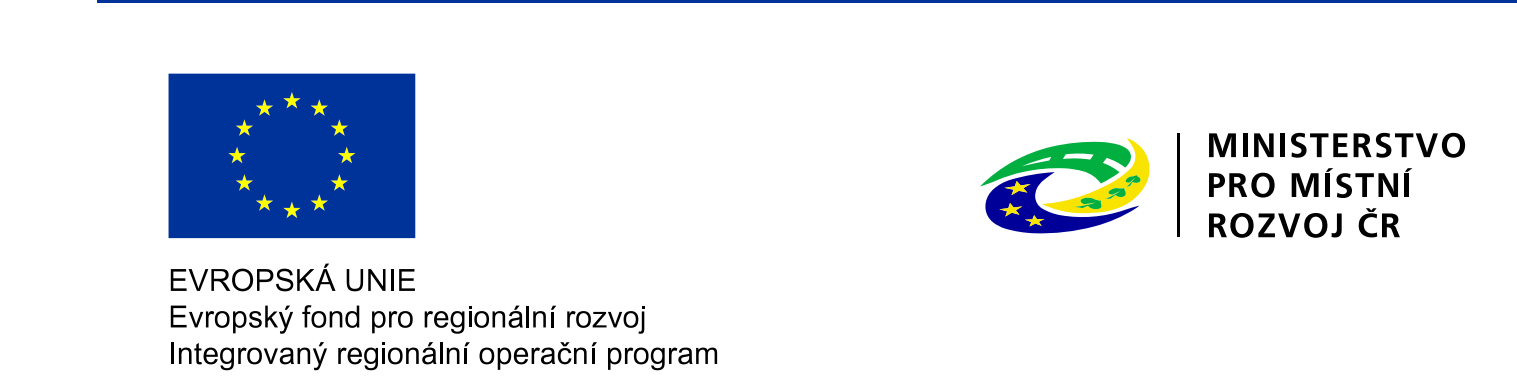 EVROPSKÁ UNIE
Evropský fond pro regionální rozvoj
Integrovaný regionální operační program
MINISTERSTVO
PRO MÍSTNÍ
ROZVOJ ČR